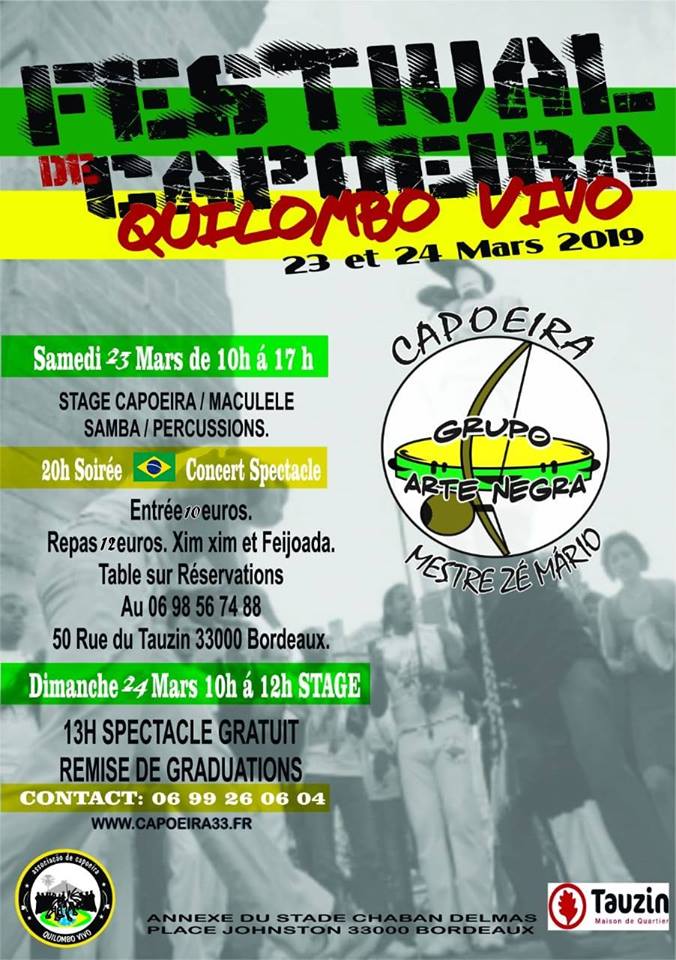 FESTIVAL
DE CAPOEIRA
QUILOMBO VIVO
23 et 24 Mars 2019
Samedi 23 Mars de 10h á 17 h
STAGE CAPOEIRA / MACULELE
SAMBA / PERCUSSIONS.
20h Soirée Concert Spectacle
Entrée 10 euros.
Repas 12 euros. Xim xim et Feijoada.
Table sur Réservations
Au 06 98 56 74 88
50 Rue du Tauzin 33000 Bordeaux.
CAPOEIRA
GRUPO
ARTE NEGRA
MESTRE ZÉ MÁRIO
Dimanche 24 Mars 10h á 12h STAGE
13H SPECTACLE GRATUIT
REMISE DE GRADUATIONS
CONTACT: 06 99 26 06 04
WWW.CAPOEIRA33.FR
associação de capoeira
QUILOMBO VIVO
ANNEXE DU STADE CHABAN DELMAS
PLACE JOHNSTON 33000 BORDEAUX
Tauzin
Maison de Quartier